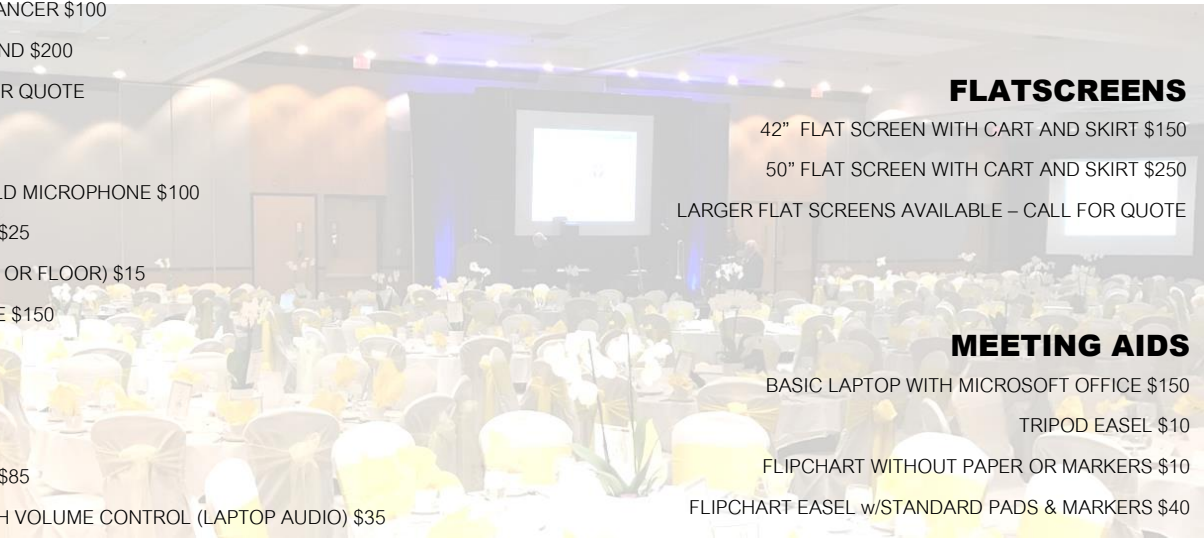 ANCER $100
ND $200
R QUOTE
LD MICROPHONE $100
$25
OR FLOOR) $15
E $150
$85
H VOLUME CONTROL (LAPTOP AUDIO) $35
FLATSCREENS
42” FLAT SCREEN WITH CART AND SKIRT $150
50” FLAT SCREEN WITH CART AND SKIRT $250
LARGER FLAT SCREENS AVAILABLE – CALL FOR QUOTE
MEETING AIDS
BASIC LAPTOP WITH MICROSOFT OFFICE $150
TRIPOD EASEL $10
FLIPCHART WITHOUT PAPER OR MARKERS $10
FLIPCHART EASEL w/STANDARD PADS & MARKERS $40